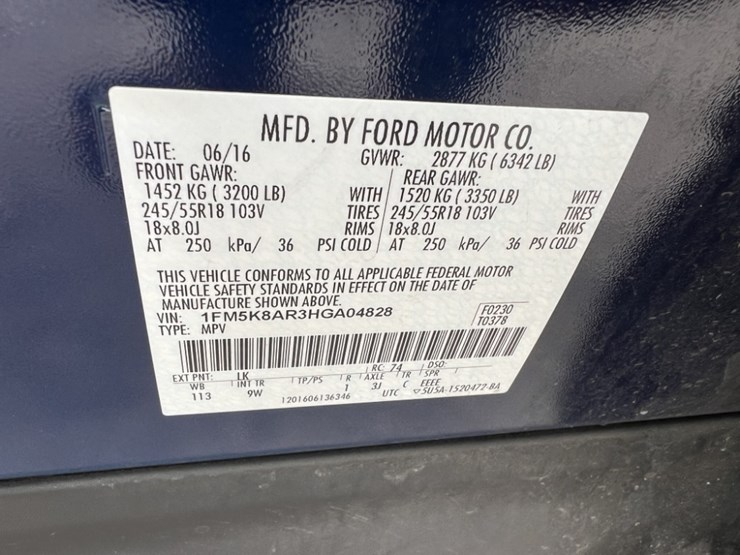 MFD. BY FORD MOTOR CO.
DATE: 06/16 GVWR: 2877 KG ( 6342 LB)
FRONT GAWR: REAR GAWR:
1452 KG ( 3200 LB) WITH 1520 KG ( 3350 LB) WITH
245/55R18 103V TIRES 245/55R18 103V TIRES
18x8.0J RIMS 18x8.0J RIMS
AT 250 kPa/ 36 PSI COLD AT 250 kPa/ 36 PSI COLD
THIS VEHICLE CONFORMS TO ALL APPLICABLE FEDERAL MOTOR
VEHICLE SAFETY STANDARDS IN EFFECT ON THE DATE OF
MANUFACTURE SHOWN ABOVE.
VIN: 1FM5K8AR3HGA04828 F0230
TYPE: MPV T0378
EXT PNT: LK RC: 74 DSO:
WB INT TR TP/PS R AXLE TR SPR
113 9W 1 3J C EEEE
1201606136346 UTC 5U5A-1520472-BA